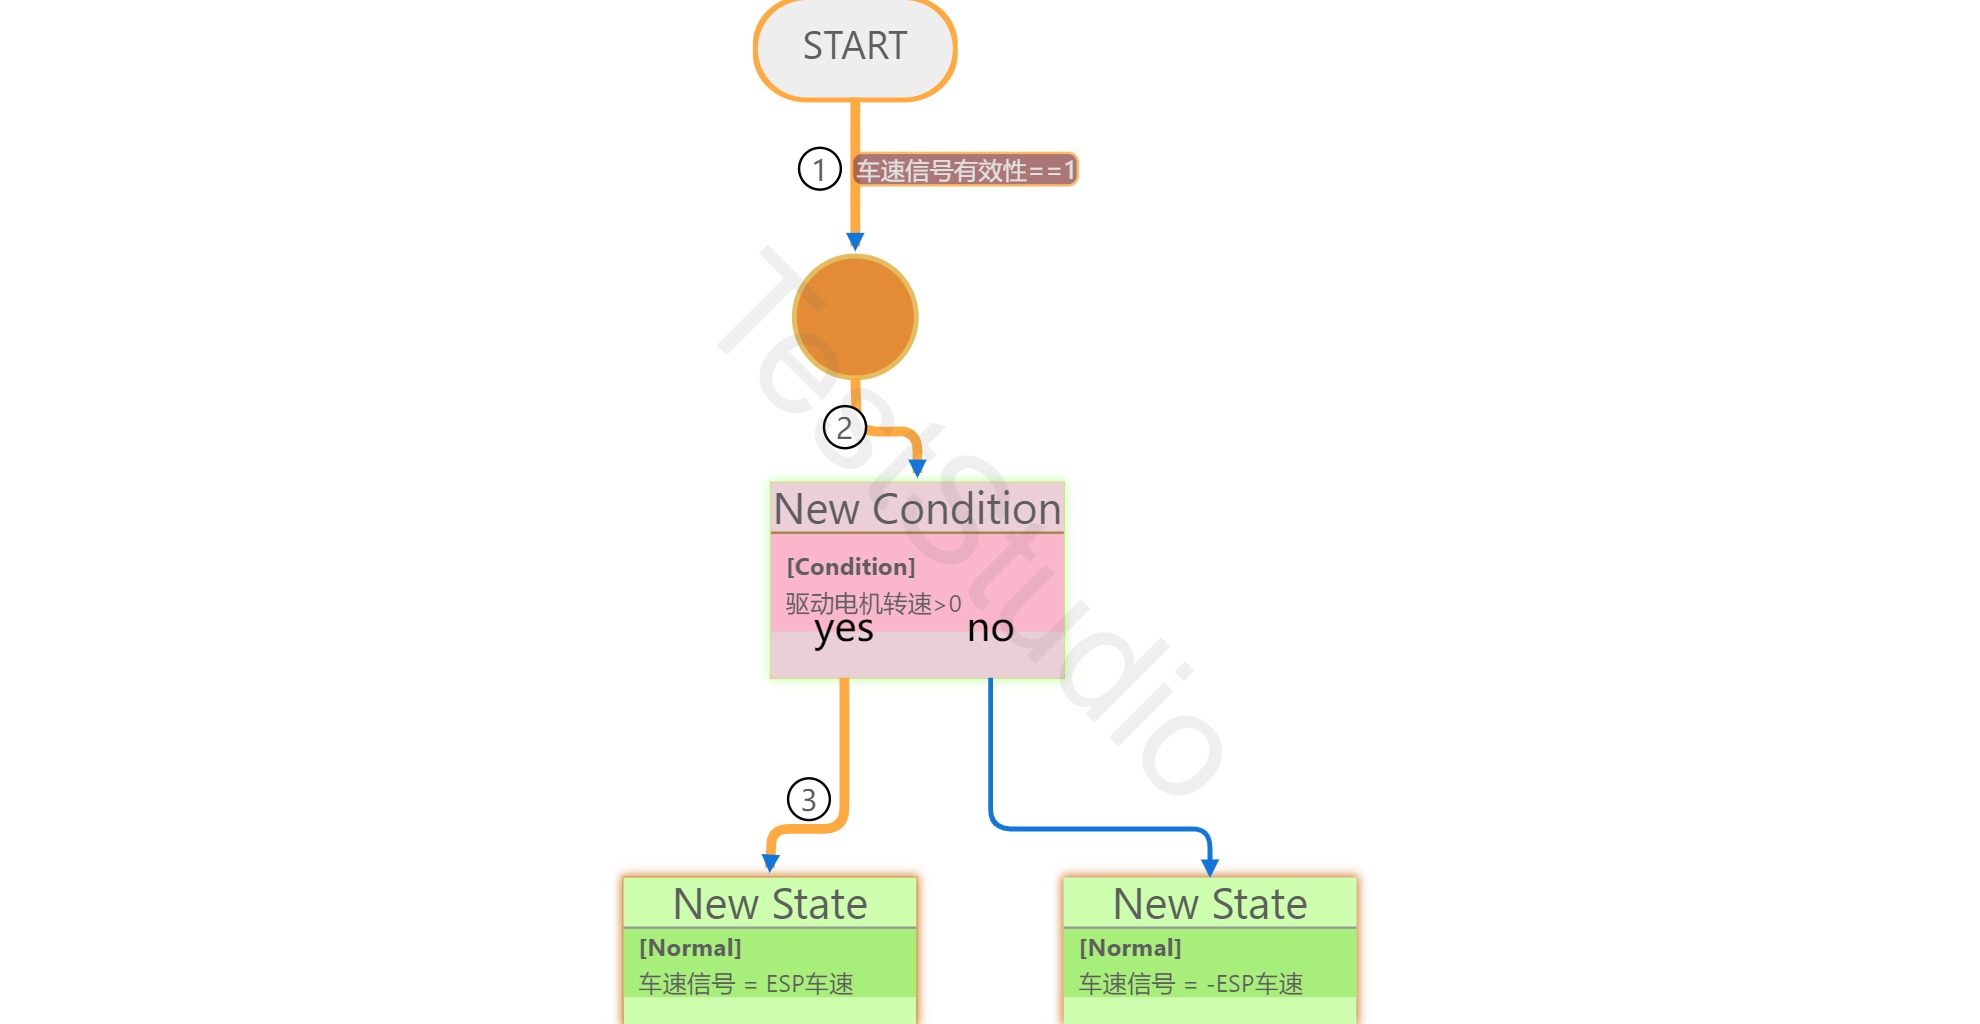 START
1
车速信号有效性==1
2
New Condition
[Condition]
驱动电机转速>0
yes no
3
New State
[Normal]
车速信号 = ESP车速
New State
[Normal]
车速信号 = -ESP车速
TestStudio